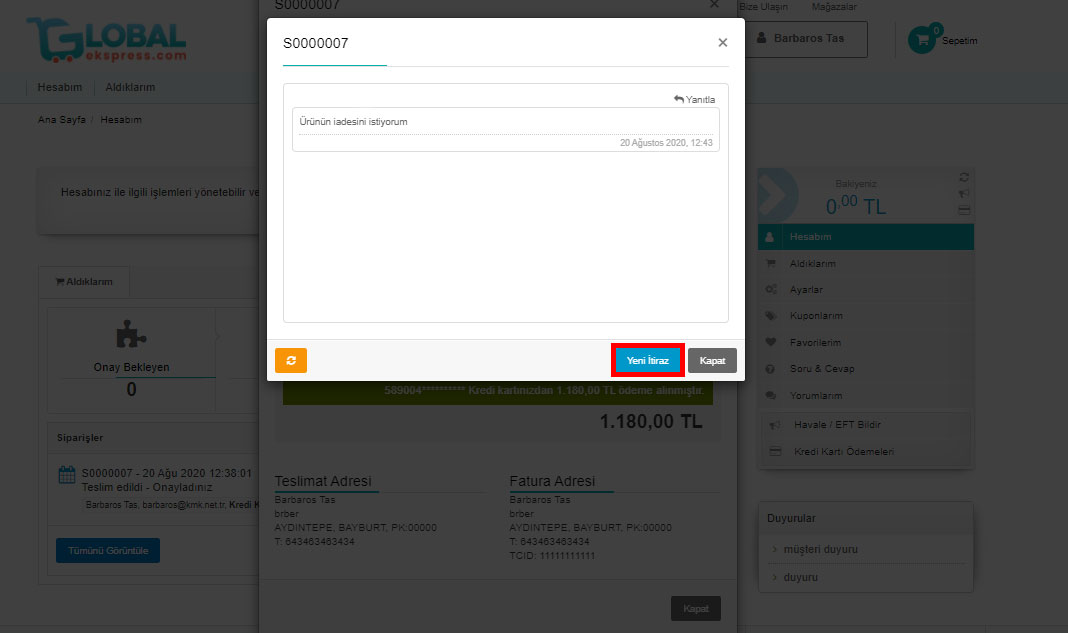 S0000007
×
Bize Ulaşın
Mağazalar
GLOBAL
ekspress.com
Barbaros Tas
0
Sepetim
Hesabım
Aldıklarım
Ana Sayfa / Hesabım
Hesabınız ile ilgili işlemleri yönetebilir ve
S0000007
×
Yanıtla
Ürünün iadesini istiyorum
20 Ağustos 2020, 12:43
Yeni İtiraz
Kapat
Aldıklarım
Onay Bekleyen
0
Siparişler
S0000007 - 20 Ağu 2020 12:38:01
Teslim edildi - Onayladınız
Barbaros Tas, barbaros@kmk.net.tr, Kredi K
Tümünü Görüntüle
589004********* Kredi kartınızdan 1.180,00 TL ödeme alınmıştır.
1.180,00 TL
Teslimat Adresi
Barbaros Tas
brber
AYDINTEPE, BAYBURT, PK:00000
T: 643463463434
Fatura Adresi
Barbaros Tas
brber
AYDINTEPE, BAYBURT, PK:00000
T: 643463463434
TCID: 11111111111
Kapat
Bakiyeniz
0,00 TL
Hesabım
Aldıklarım
Ayarlar
Kuponlarım
Favorilerim
Soru & Cevap
Yorumlarım
Havale / EFT Bildir
Kredi Kartı Ödemeleri
Duyurular
müşteri duyuru
duyuru